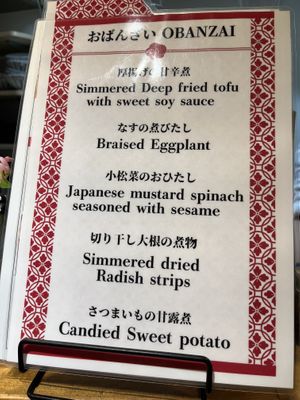 おばんざい OBANZAI
厚揚げの甘辛煮
Simmered Deep fried tofu
with sweet soy sauce
なすの煮びたし
Braised Eggplant
小松菜のおひたし
Japanese mustard spinach
seasoned with sesame
切り干し大根の煮物
Simmered dried
Radish strips
さつまいもの甘露煮
Candied Sweet potato